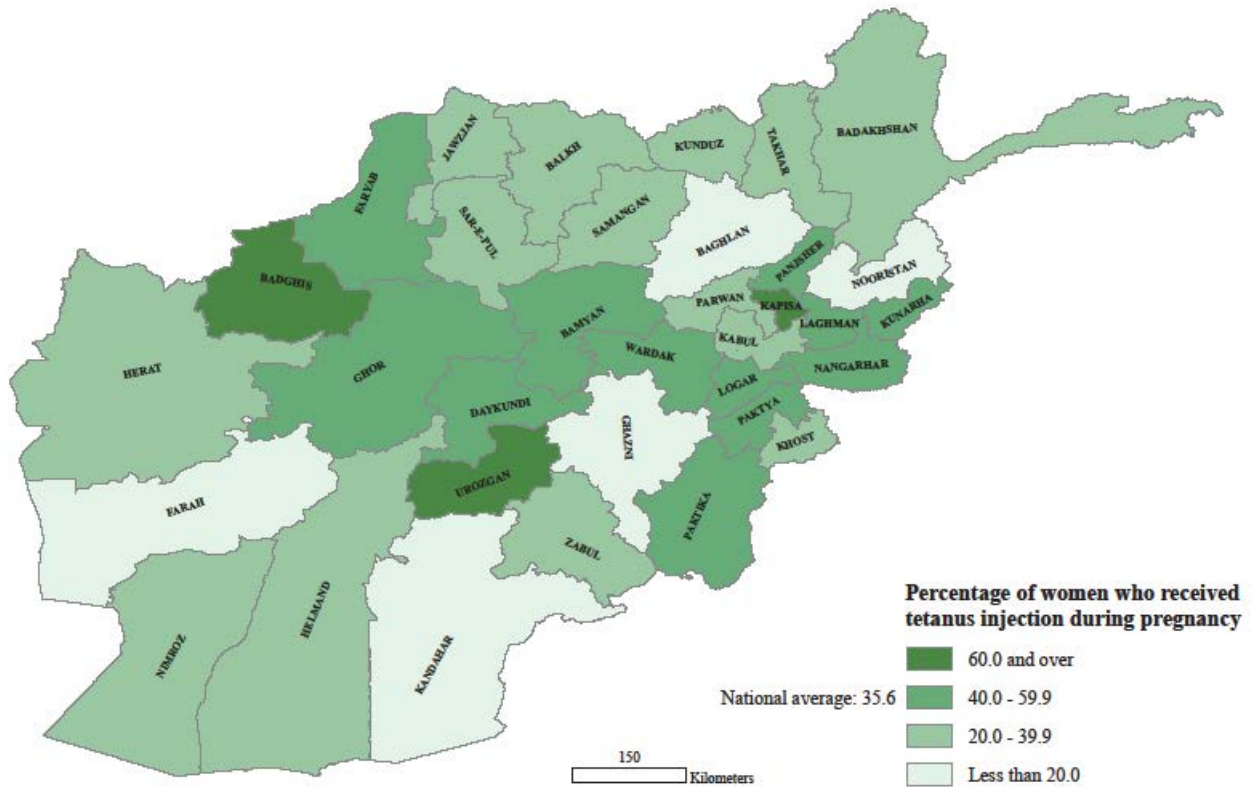 BADAKHSHAN
JAWZJAN
BALKH
KUNDUZ
TAKHAR
FARYAB
SAR-E-PUL
SAMANGAN
BAGHLAN
PANJSHER
NOORISTAN
BADGHIS
PARWAN
KAPISA
KUNARHA
BAMYAN
LAGHMAN
KABUL
WARDAK
HERAT
GHOR
LOGAR
NANGARHAR
DAYKUNDI
PAKTYA
GHAZNI
KHOST
UROZGAN
FARAH
PAKTIKA
ZABUL
HELMAND
NIMROZ
KANDAHAR
Percentage of women who received
tetanus injection during pregnancy
60.0 and over
National average: 35.6
40.0 - 59.9
20.0 - 39.9
Less than 20.0
150
Kilometers